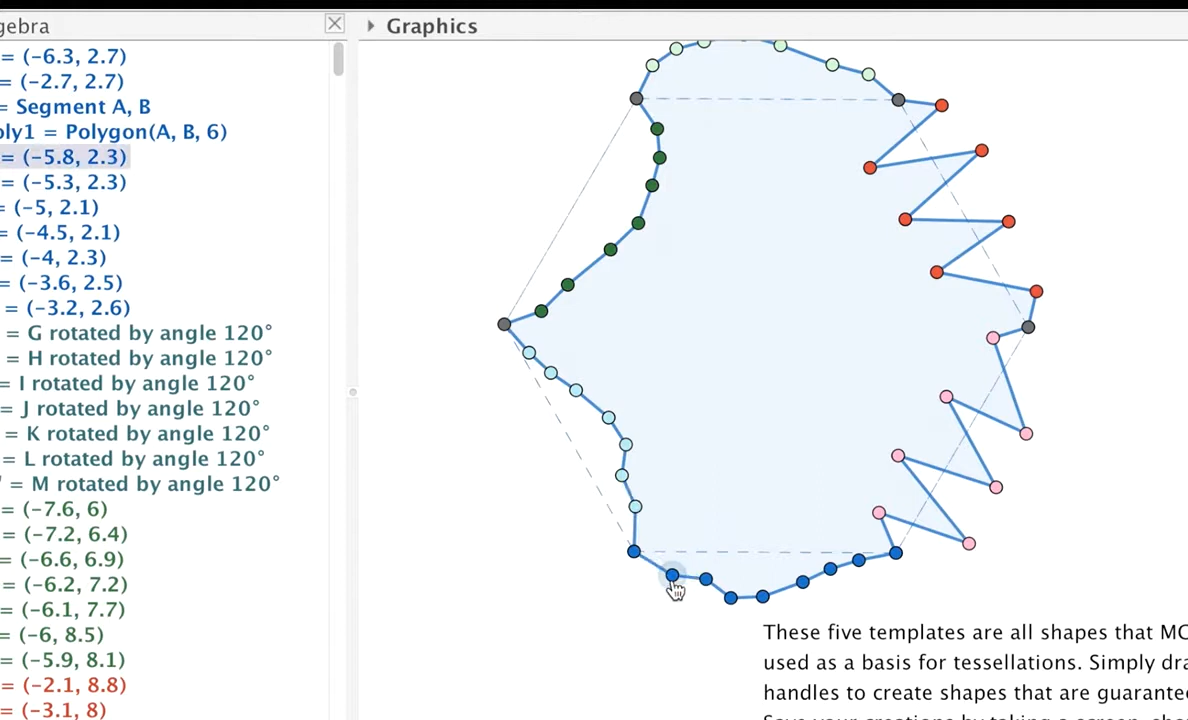 gebra
Graphics
= (−6.3, 2.7)
= (−2.7, 2.7)
= Segment A, B
oly1 = Polygon(A, B, 6)
= (−5.8, 2.3)
= (−5.3, 2.3)
= (−5, 2.1)
= (−4.5, 2.1)
= (−4, 2.3)
= (−3.6, 2.5)
= (−3.2, 2.6)
= G rotated by angle 120°
= H rotated by angle 120°
= I rotated by angle 120°
= J rotated by angle 120°
= K rotated by angle 120°
= L rotated by angle 120°
' = M rotated by angle 120°
= (−7.6, 6)
= (−7.2, 6.4)
= (−6.6, 6.9)
= (−6.2, 7.2)
= (−6.1, 7.7)
= (−6, 8.5)
= (−5.9, 8.1)
= (−2.1, 8.8)
= (−3.1, 8)
These five templates are all shapes that MC
used as a basis for tessellations. Simply dra
handles to create shapes that are guarantee